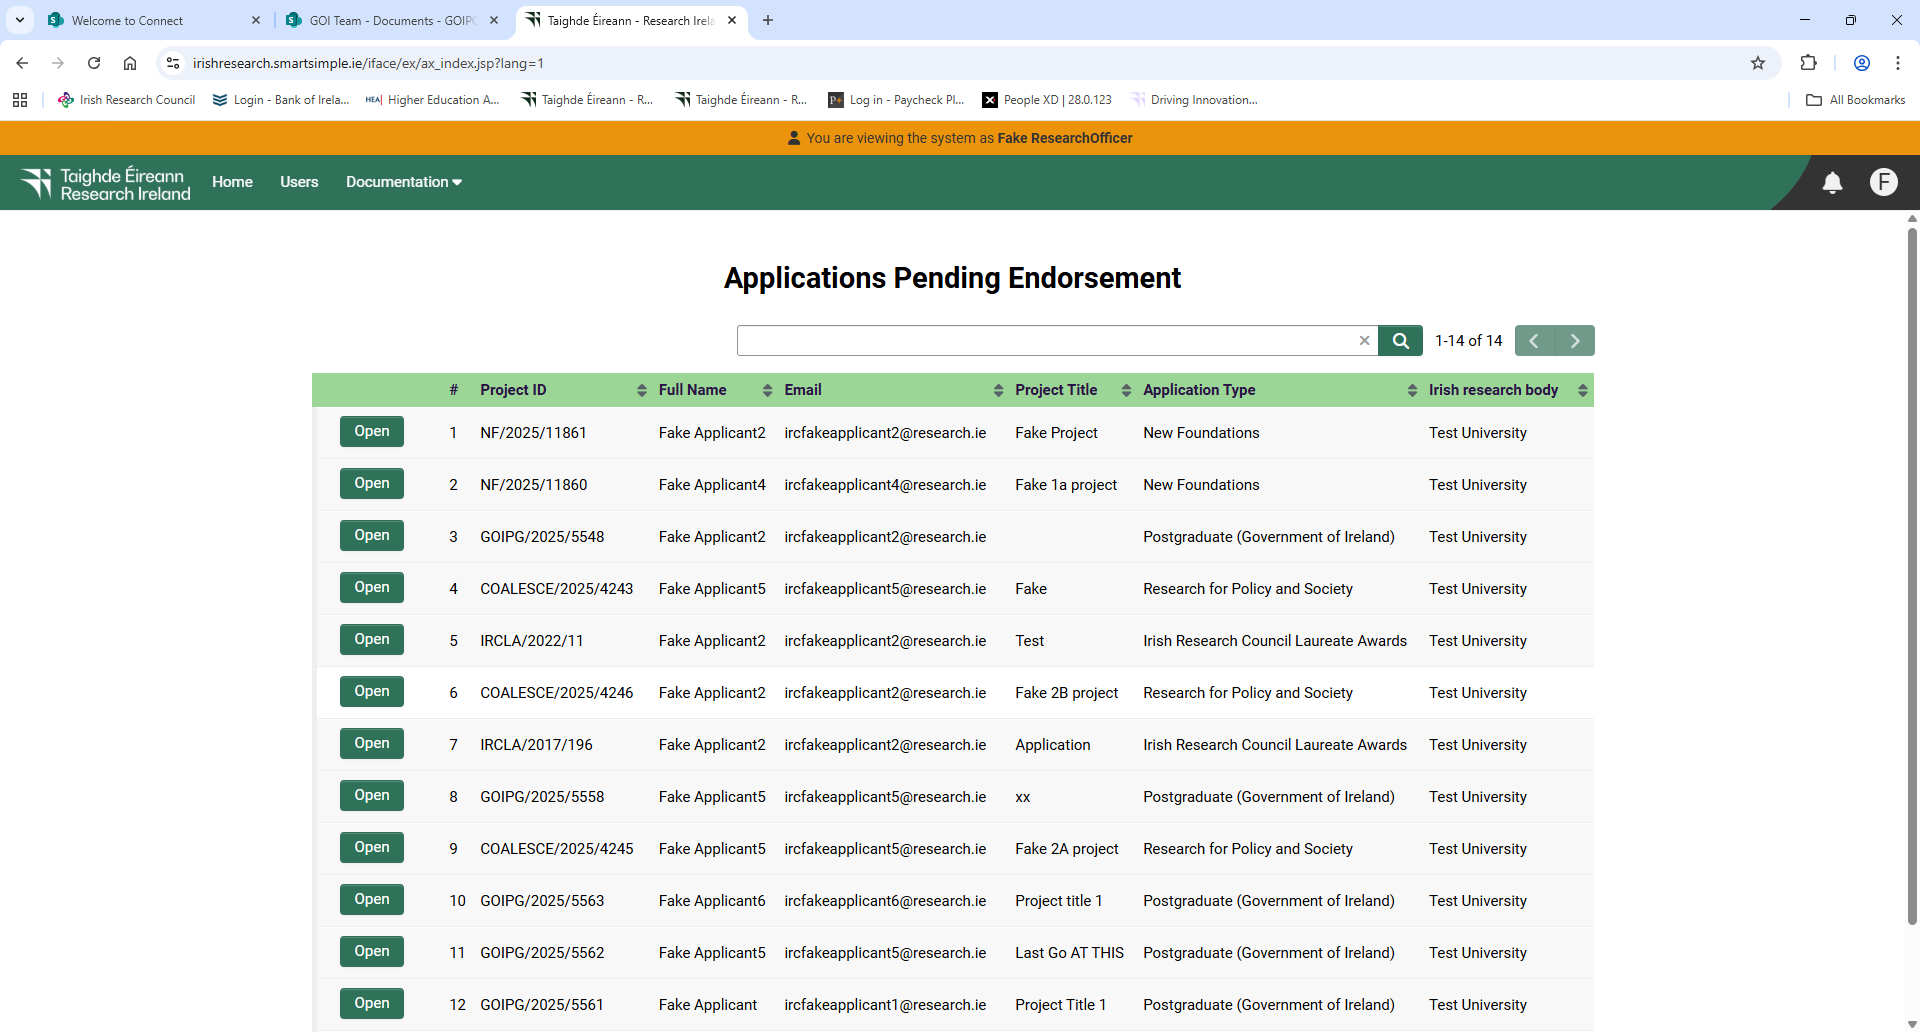 Welcome to Connect
GOI Team - Documents - GOIPG
Taighde Éireann - Research Irela
irishresearch.smartsimple.ie/iface/ex/ax_index.jsp?lang=1
Irish Research Council
Login - Bank of Irela...
HEA Higher Education A...
Taighde Éireann - R...
Taighde Éireann - R...
Log in - Paycheck Pl...
People XD | 28.0.123
Driving Innovation...
All Bookmarks
You are viewing the system as Fake ResearchOfficer
Taighde Éireann
Research Ireland
Home Users Documentation
F
Applications Pending Endorsement
1-14 of 14
# Project ID Full Name Email Project Title Application Type Irish research body
Open 1 NF/2025/11861 Fake Applicant2 ircfakeapplicant2@research.ie Fake Project New Foundations Test University
Open 2 NF/2025/11860 Fake Applicant4 ircfakeapplicant4@research.ie Fake 1a project New Foundations Test University
Open 3 GOIPG/2025/5548 Fake Applicant2 ircfakeapplicant2@research.ie Postgraduate (Government of Ireland) Test University
Open 4 COALESCE/2025/4243 Fake Applicant5 ircfakeapplicant5@research.ie Fake Research for Policy and Society Test University
Open 5 IRCLA/2022/11 Fake Applicant2 ircfakeapplicant2@research.ie Test Irish Research Council Laureate Awards Test University
Open 6 COALESCE/2025/4246 Fake Applicant2 ircfakeapplicant2@research.ie Fake 2B project Research for Policy and Society Test University
Open 7 IRCLA/2017/196 Fake Applicant2 ircfakeapplicant2@research.ie Application Irish Research Council Laureate Awards Test University
Open 8 GOIPG/2025/5558 Fake Applicant5 ircfakeapplicant5@research.ie xx Postgraduate (Government of Ireland) Test University
Open 9 COALESCE/2025/4245 Fake Applicant5 ircfakeapplicant5@research.ie Fake 2A project Research for Policy and Society Test University
Open 10 GOIPG/2025/5563 Fake Applicant6 ircfakeapplicant6@research.ie Project title 1 Postgraduate (Government of Ireland) Test University
Open 11 GOIPG/2025/5562 Fake Applicant5 ircfakeapplicant5@research.ie Last Go AT THIS Postgraduate (Government of Ireland) Test University
Open 12 GOIPG/2025/5561 Fake Applicant ircfakeapplicant1@research.ie Project Title 1 Postgraduate (Government of Ireland) Test University